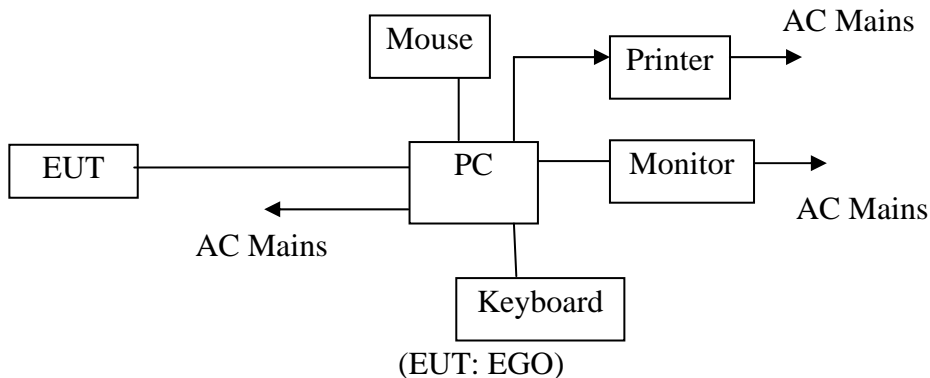 AC Mains
Mouse
Printer
EUT
PC
Monitor
AC Mains
AC Mains
Keyboard
(EUT: EGO)